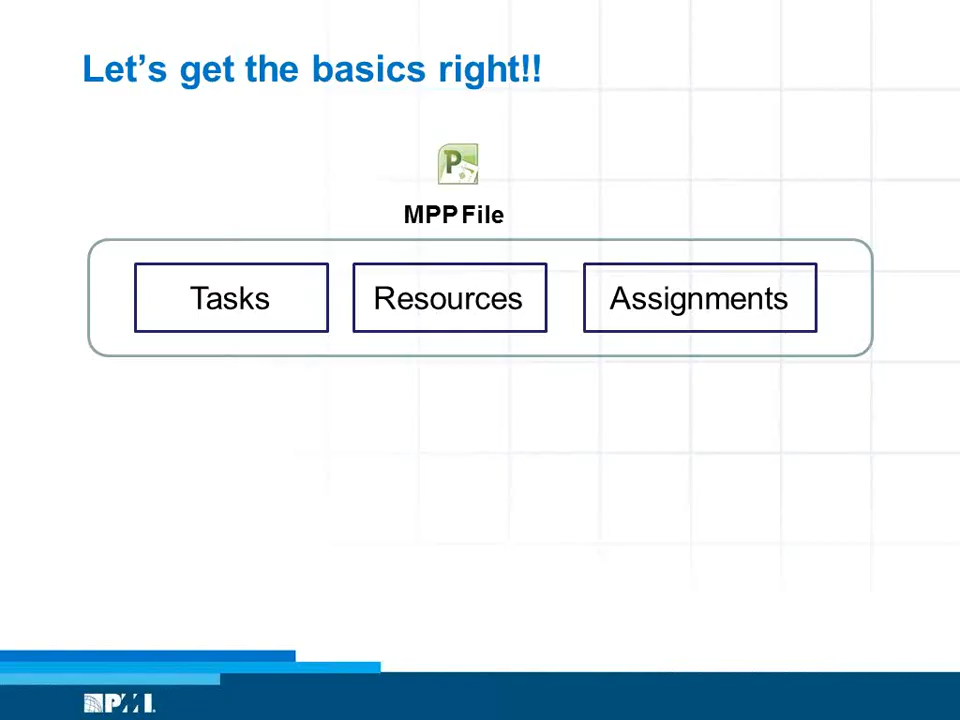 Let’s get the basics right!!
P
MPP File
Tasks Resources Assignments
PMI